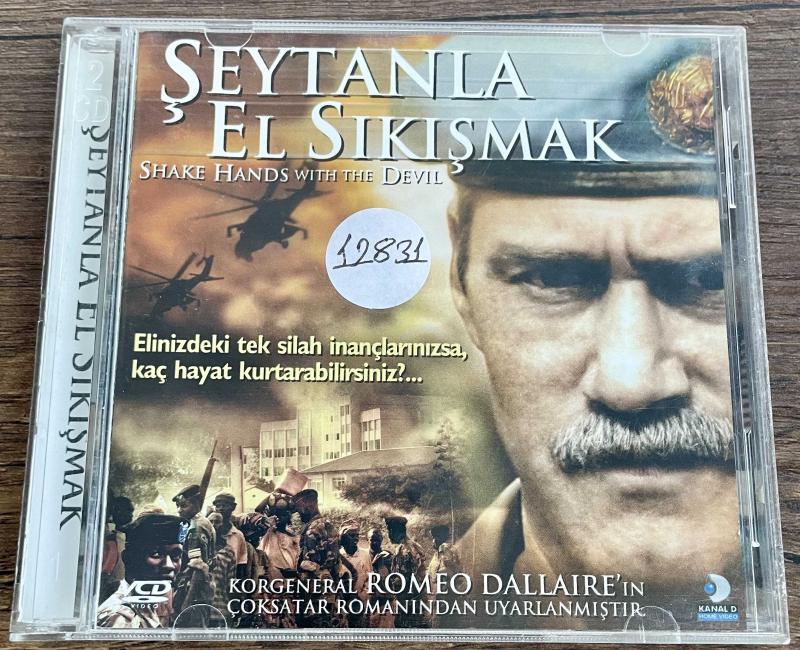 ŞEYTANLA
EL SIKIŞMAK
SHAKE HANDS WITH THE DEVIL
12831
Elinizdeki tek silah inançlarınızsa,
kaç hayat kurtarabilirsiniz?...
KORGENERAL ROMEO DALLAIRE'IN
ÇOKSATAR ROMANINDAN UYARLANMIŞTIR.
VCD
VIDEO
KANAL D
HOME VIDEO
2
CD
ŞEYTANLA EL SIKIŞMAK